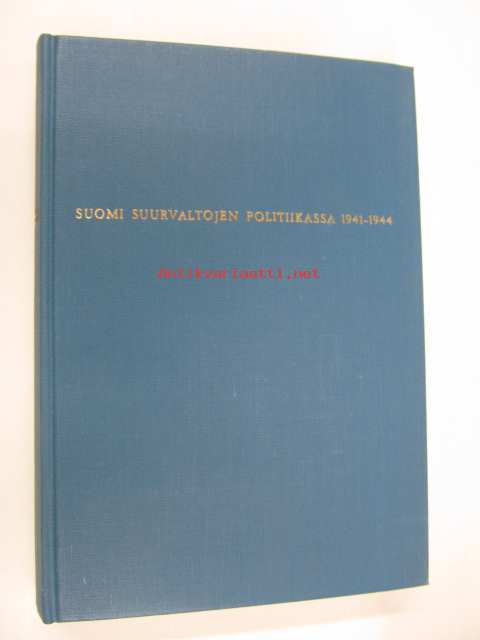 SUOMI SUURVALTOJEN POLITIIKASSA 1941-1944
antikvariaatti.net